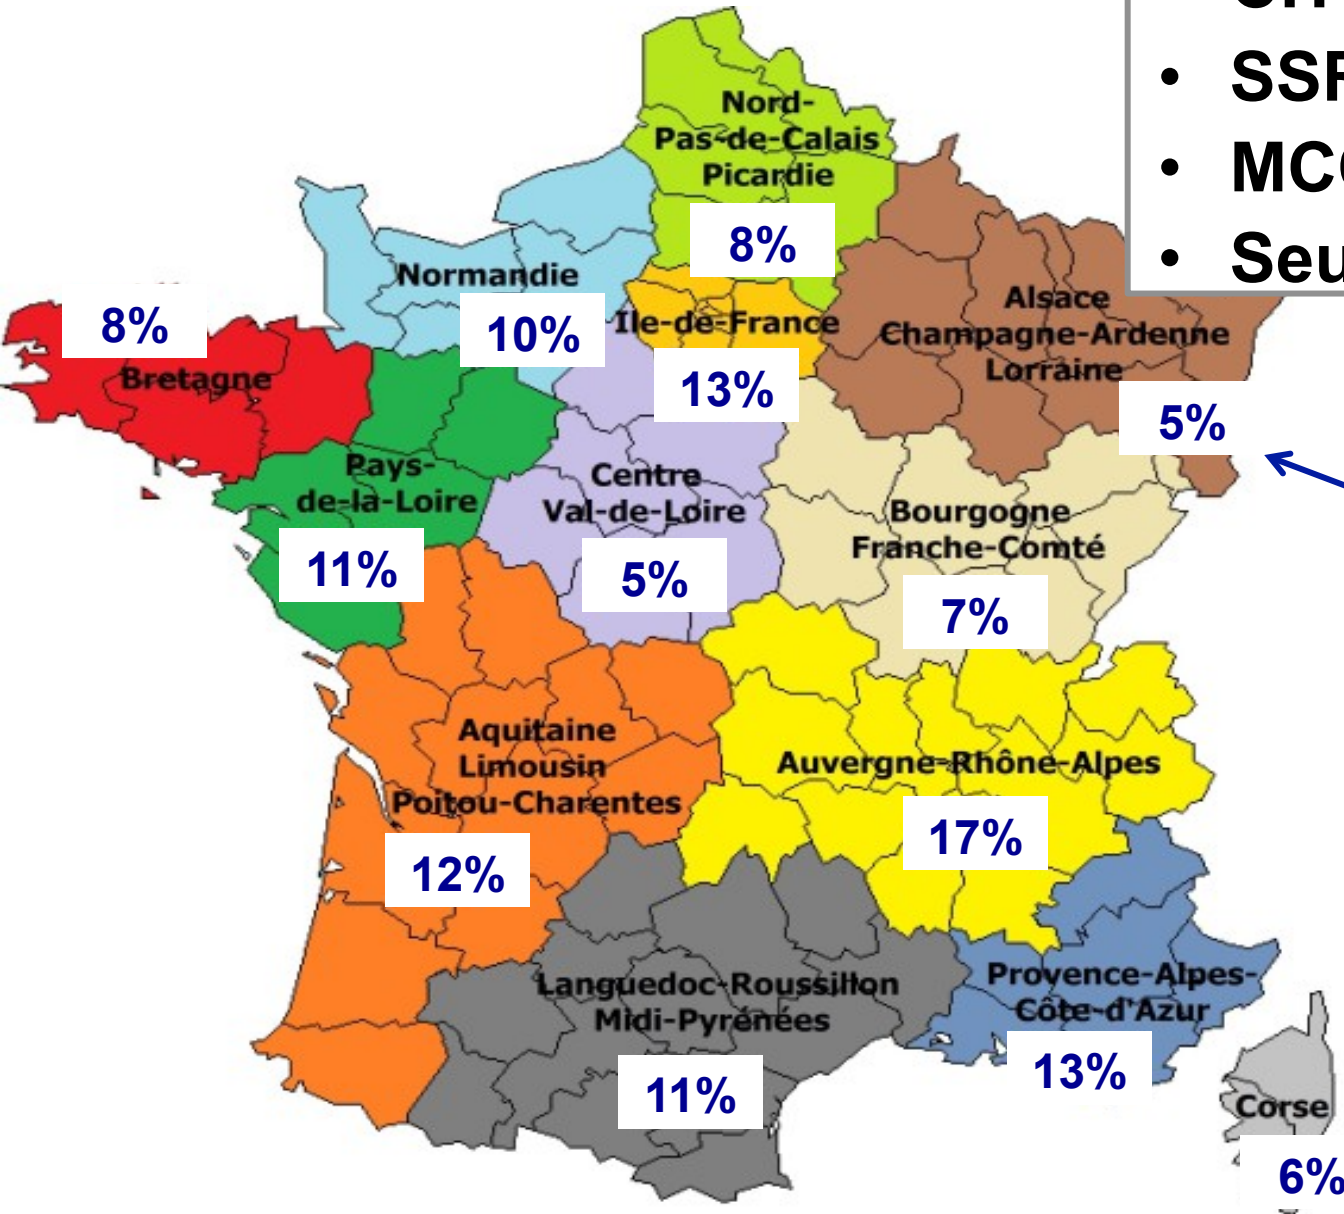 • SSR
• MCO
• Seu
Nord-
Pas-de-Calais
Picardie
8%
Normandie
10%
Ile-de-France
13%
Alsace
Champagne-Ardenne
Lorraine
5%
8%
Bretagne
Pays-
de-la-Loire
11%
Centre
Val-de-Loire
5%
Bourgogne
Franche-Comté
7%
Aquitaine
Limousin
Poitou-Charentes
12%
Auvergne-Rhône-Alpes
17%
Languedoc-Roussillon
Midi-Pyrénées
11%
Provence-Alpes-
Côte-d'Azur
13%
Corse
6%